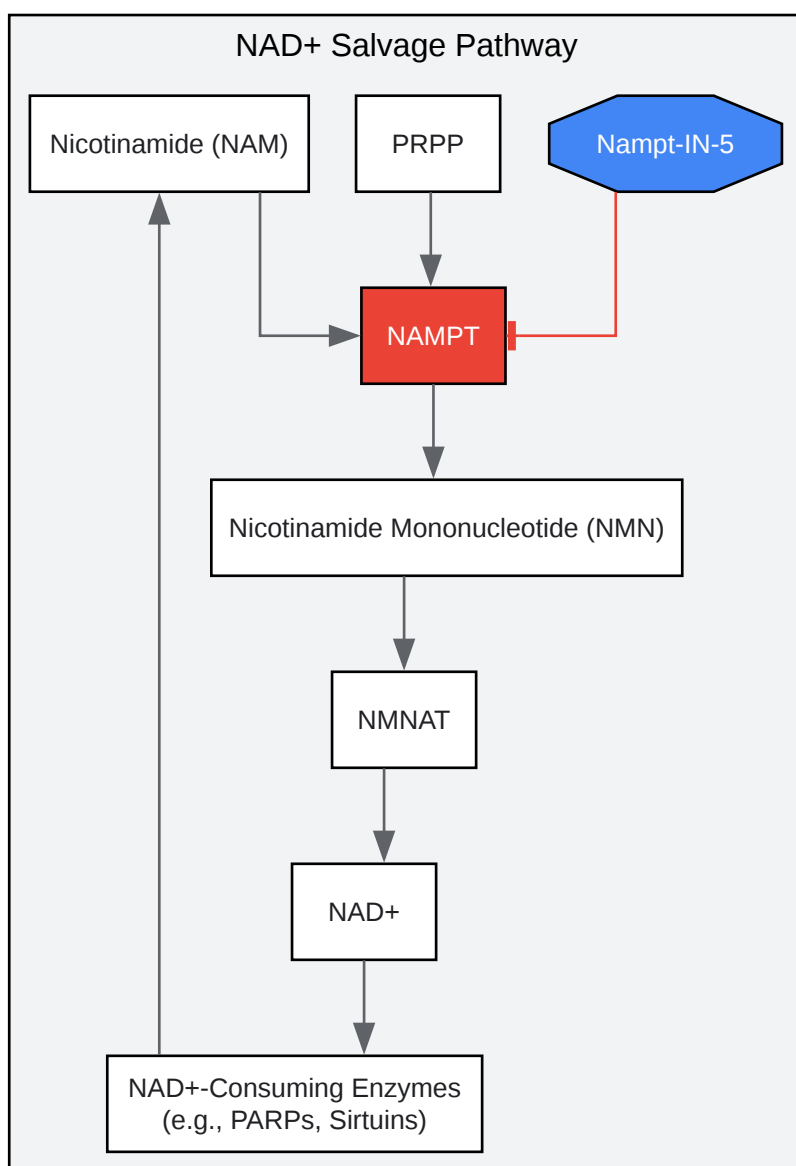 NAD+ Salvage Pathway
Nicotinamide (NAM)
PRPP
Nampt-IN-5
NAMPT
Nicotinamide Mononucleotide (NMN)
NMNAT
NAD+
NAD+-Consuming Enzymes
(e.g., PARPs, Sirtuins)